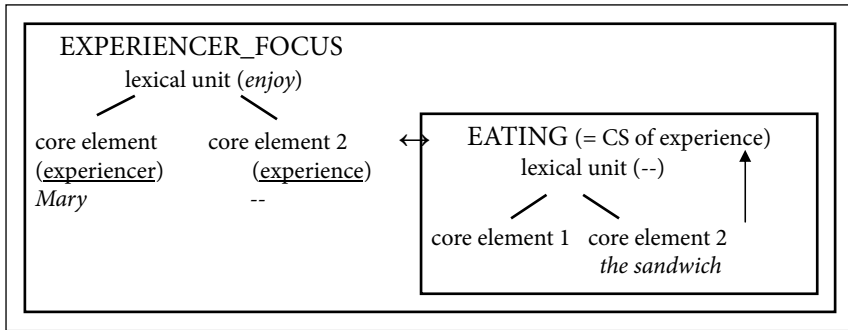 EXPERIENCER_FOCUS
lexical unit (enjoy)
core element
(experiencer)
Mary
core element 2
(experience)
--
↔
EATING (= CS of experience)
lexical unit (--)
core element 1
core element 2
the sandwich